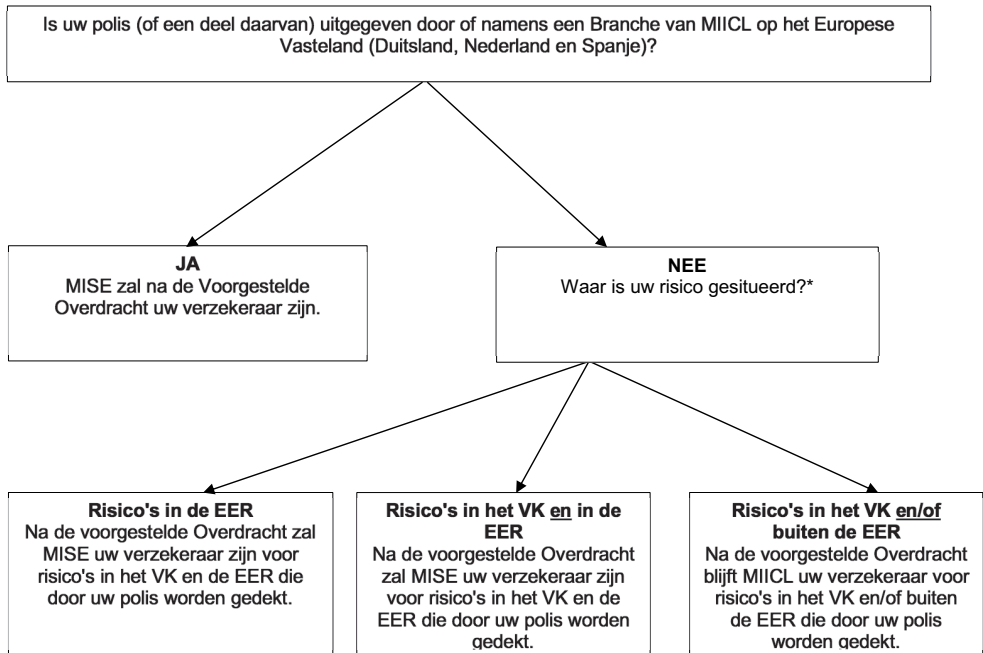 Is uw polis (of een deel daarvan) uitgegeven door of namens een Branche van MIICL op het Europese
Vasteland (Duitsland, Nederland en Spanje)?
JA
MISE zal na de Voorgestelde
Overdracht uw verzekeraar zijn.
NEE
Waar is uw risico gesitueerd?*
Risico's in de EER
Na de voorgestelde Overdracht zal
MISE uw verzekeraar zijn voor
risico's in het VK en de EER die
door uw polis worden gedekt.
Risico's in het VK en in de
EER
Na de voorgestelde Overdracht
zal MISE uw verzekeraar zijn
voor risico's in het VK en de
EER die door uw polis worden
gedekt.
Risico's in het VK en/of
buiten de EER
Na de voorgestelde Overdracht
blijft MIICL uw verzekeraar voor
risico's in het VK en/of buiten
de EER die door uw polis
worden gedekt.